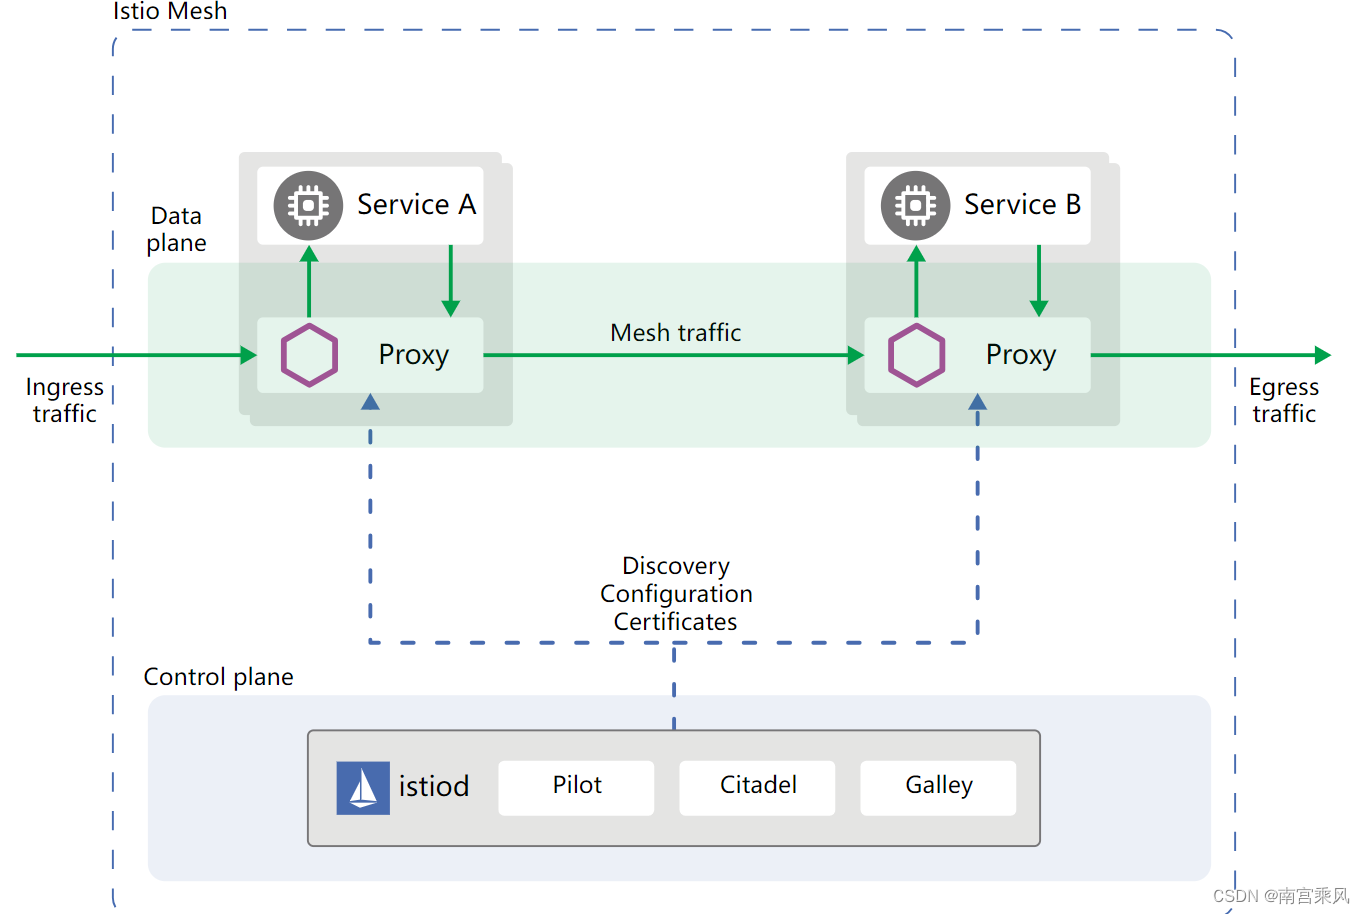 Istio Mesh
Service A
Service B
Data
plane
Mesh traffic
Proxy
Proxy
Ingress
traffic
Egress
traffic
Discovery
Configuration
Certificates
Control plane
istiod
Pilot
Citadel
Galley
CSDN @南宫乘风